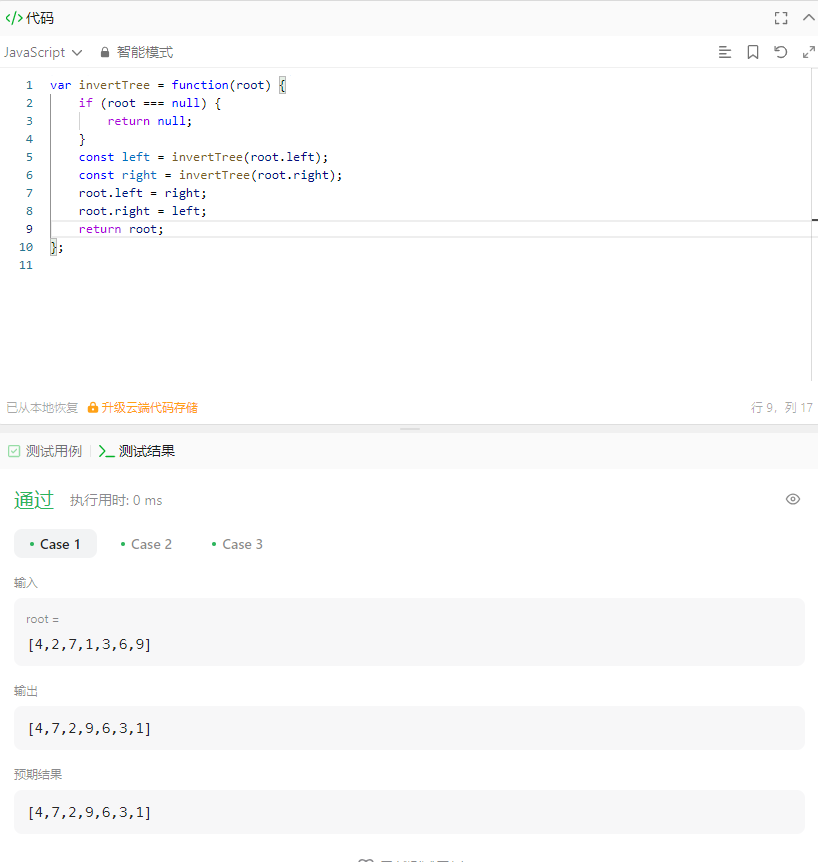 </> 代码
JavaScript 智能模式
1 var invertTree = function(root) {
2     if (root === null) {
3         return null;
4     }
5     const left = invertTree(root.left);
6     const right = invertTree(root.right);
7     root.left = right;
8     root.right = left;
9     return root;
10 };
11
已从本地恢复 升级云端代码存储 行 9，列 17
测试用例 测试结果
通过 执行用时: 0 ms
Case 1 Case 2 Case 3
输入
root =
[4,2,7,1,3,6,9]
输出
[4,7,2,9,6,3,1]
预期结果
[4,7,2,9,6,3,1]